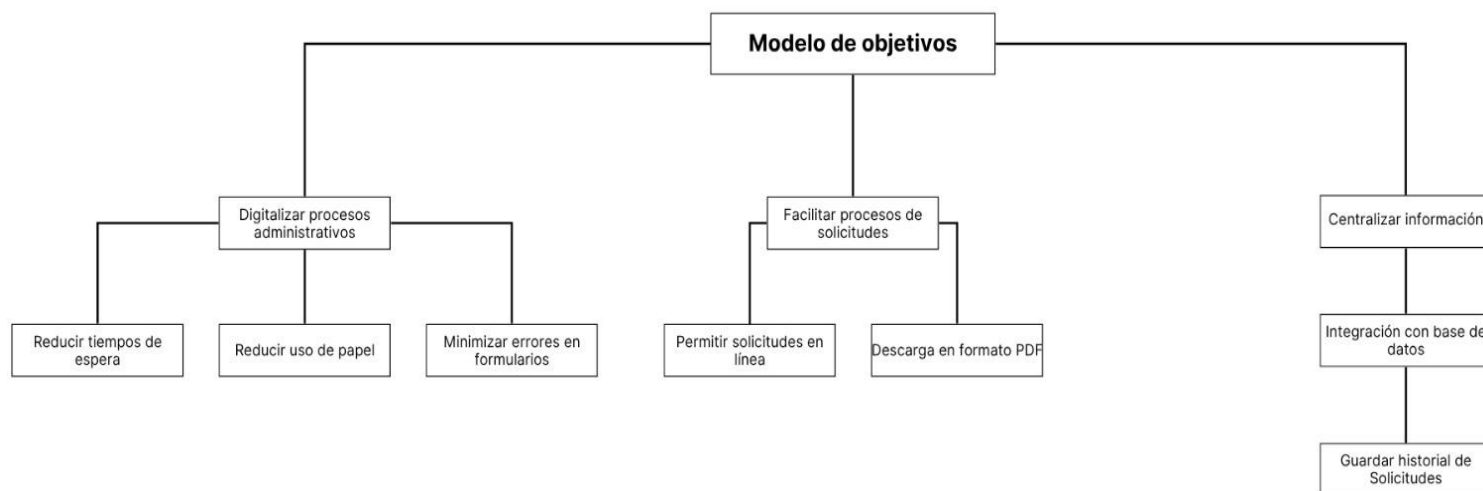 Modelo de objetivos
Digitalizar procesos
administrativos
Facilitar procesos de
solicitudes
Centralizar información
Reducir tiempos de
espera
Reducir uso de papel
Minimizar errores en
formularios
Permitir solicitudes en
línea
Descarga en formato PDF
Integración con base de
datos
Guardar historial de
Solicitudes